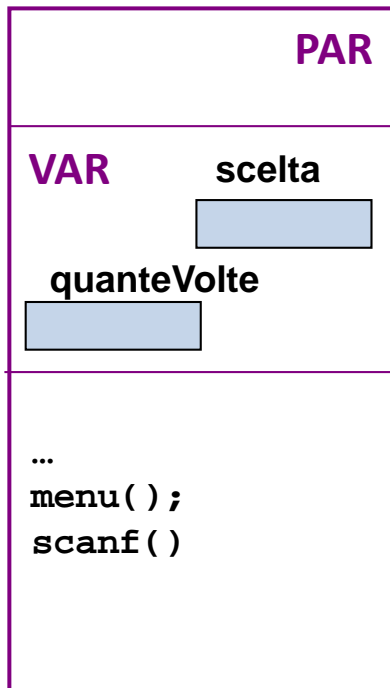 PAR
VAR
scelta
quanteVolte
…
menu();
scanf()